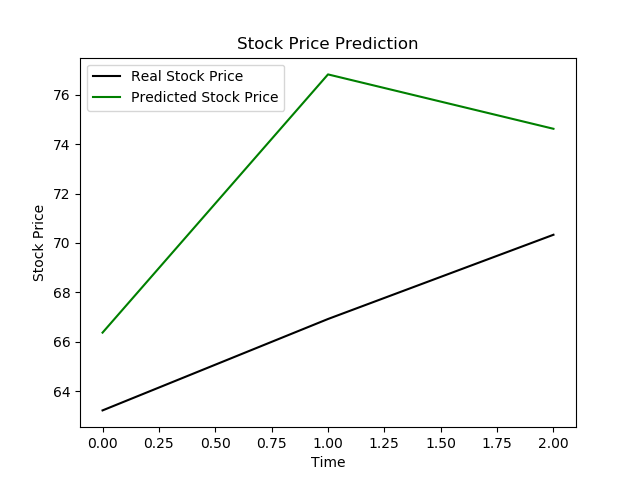 Stock Price Prediction
Real Stock Price
Predicted Stock Price
76
74
72
70
68
66
64
Stock Price
0.00 0.25 0.50 0.75 1.00 1.25 1.50 1.75 2.00
Time